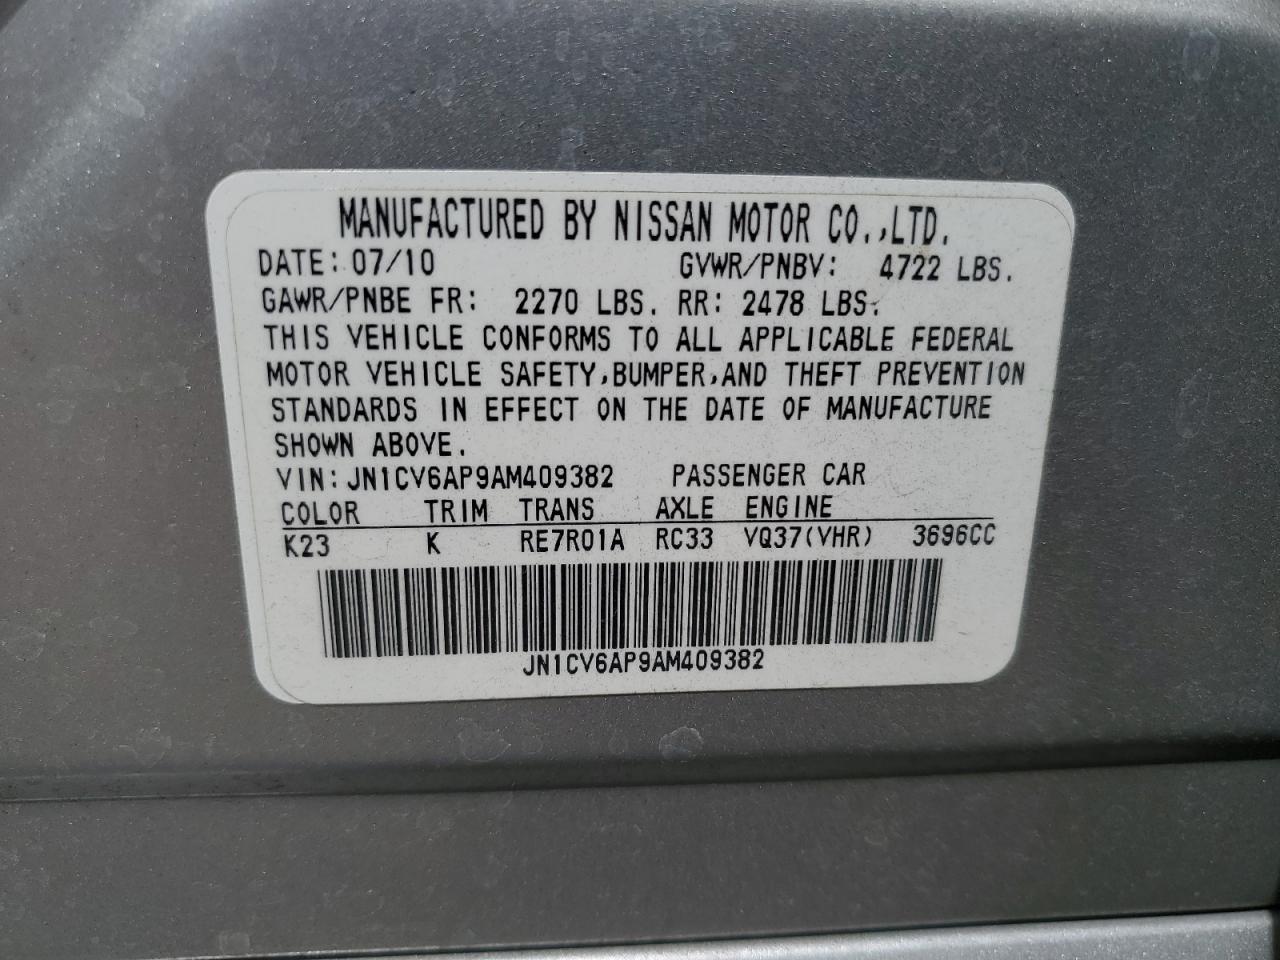 MANUFACTURED BY NISSAN MOTOR CO.,LTD.
DATE: 07/10 GVWR/PNBV: 4722 LBS.
GAWR/PNBE FR: 2270 LBS. RR: 2478 LBS.
THIS VEHICLE CONFORMS TO ALL APPLICABLE FEDERAL
MOTOR VEHICLE SAFETY,BUMPER,AND THEFT PREVENTION
STANDARDS IN EFFECT ON THE DATE OF MANUFACTURE
SHOWN ABOVE.
VIN:JN1CV6AP9AM409382 PASSENGER CAR
COLOR TRIM TRANS AXLE ENGINE
K23 K RE7R01A RC33 VQ37(VHR) 3696CC
JN1CV6AP9AM409382